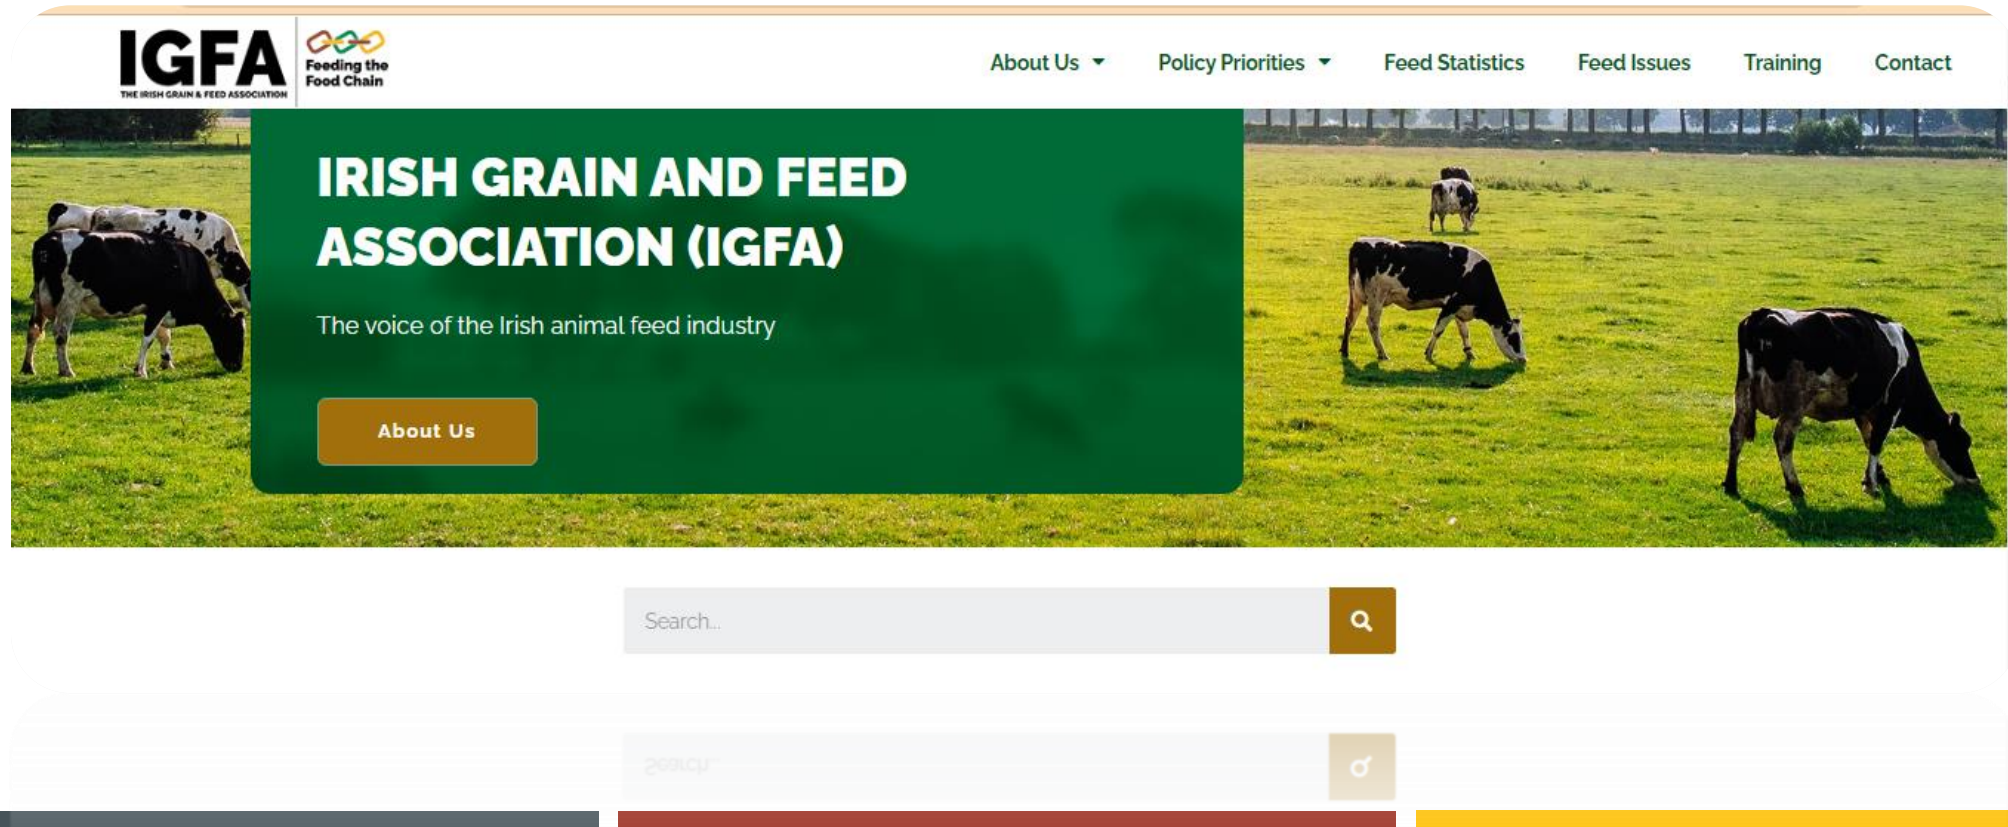 IGFA
THE IRISH GRAIN & FEED ASSOCIATION
Feeding the
Food Chain
About Us
Policy Priorities
Feed Statistics
Feed Issues
Training
Contact
IRISH GRAIN AND FEED
ASSOCIATION (IGFA)
The voice of the Irish animal feed industry
About Us
Search...
Search...